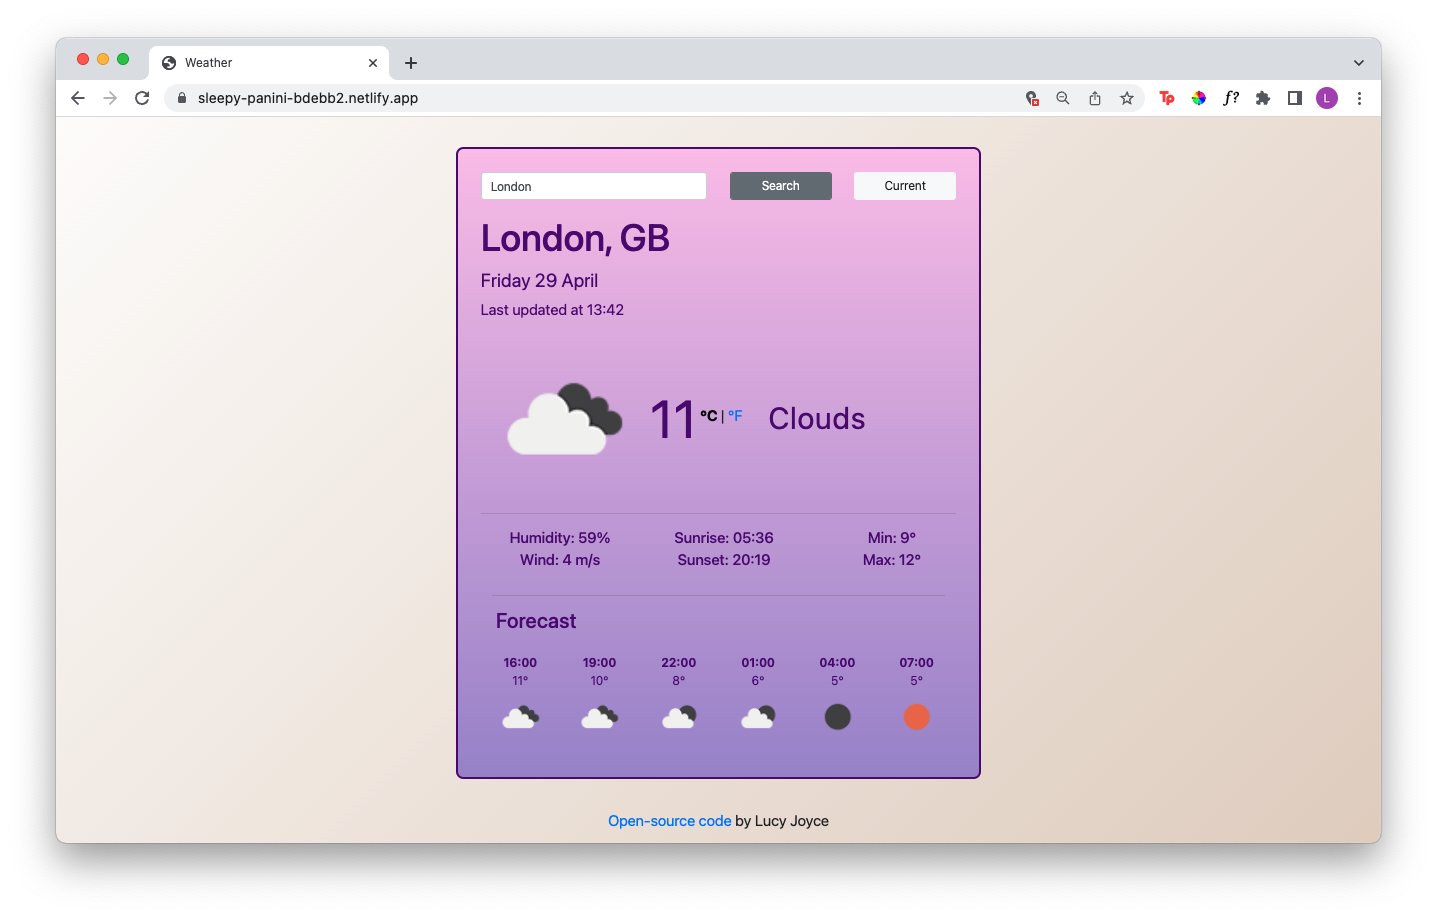 Weather
sleepy-panini-bdebb2.netlify.app
Tp
f?
L
London
Search
Current
London, GB
Friday 29 April
Last updated at 13:42
11 °C | °F Clouds
Humidity: 59% Sunrise: 05:36 Min: 9°
Wind: 4 m/s Sunset: 20:19 Max: 12°
Forecast
16:00 19:00 22:00 01:00 04:00 07:00
11° 10° 8° 6° 5° 5°
Open-source code by Lucy Joyce